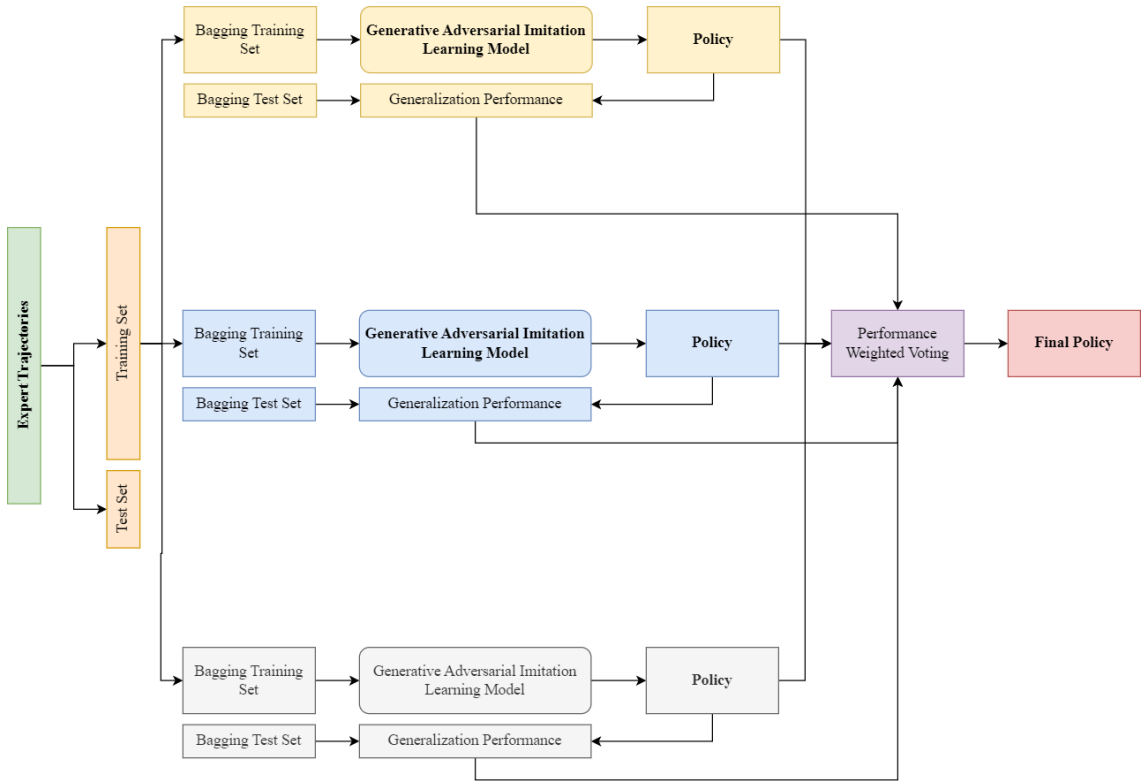 Expert Trajectories
Training Set
Test Set
Bagging Training
Set
Generative Adversarial Imitation
Learning Model
Policy
Bagging Test Set
Generalization Performance
Bagging Training
Set
Generative Adversarial Imitation
Learning Model
Policy
Bagging Test Set
Generalization Performance
Bagging Training
Set
Generative Adversarial Imitation
Learning Model
Policy
Bagging Test Set
Generalization Performance
Performance
Weighted Voting
Final Policy